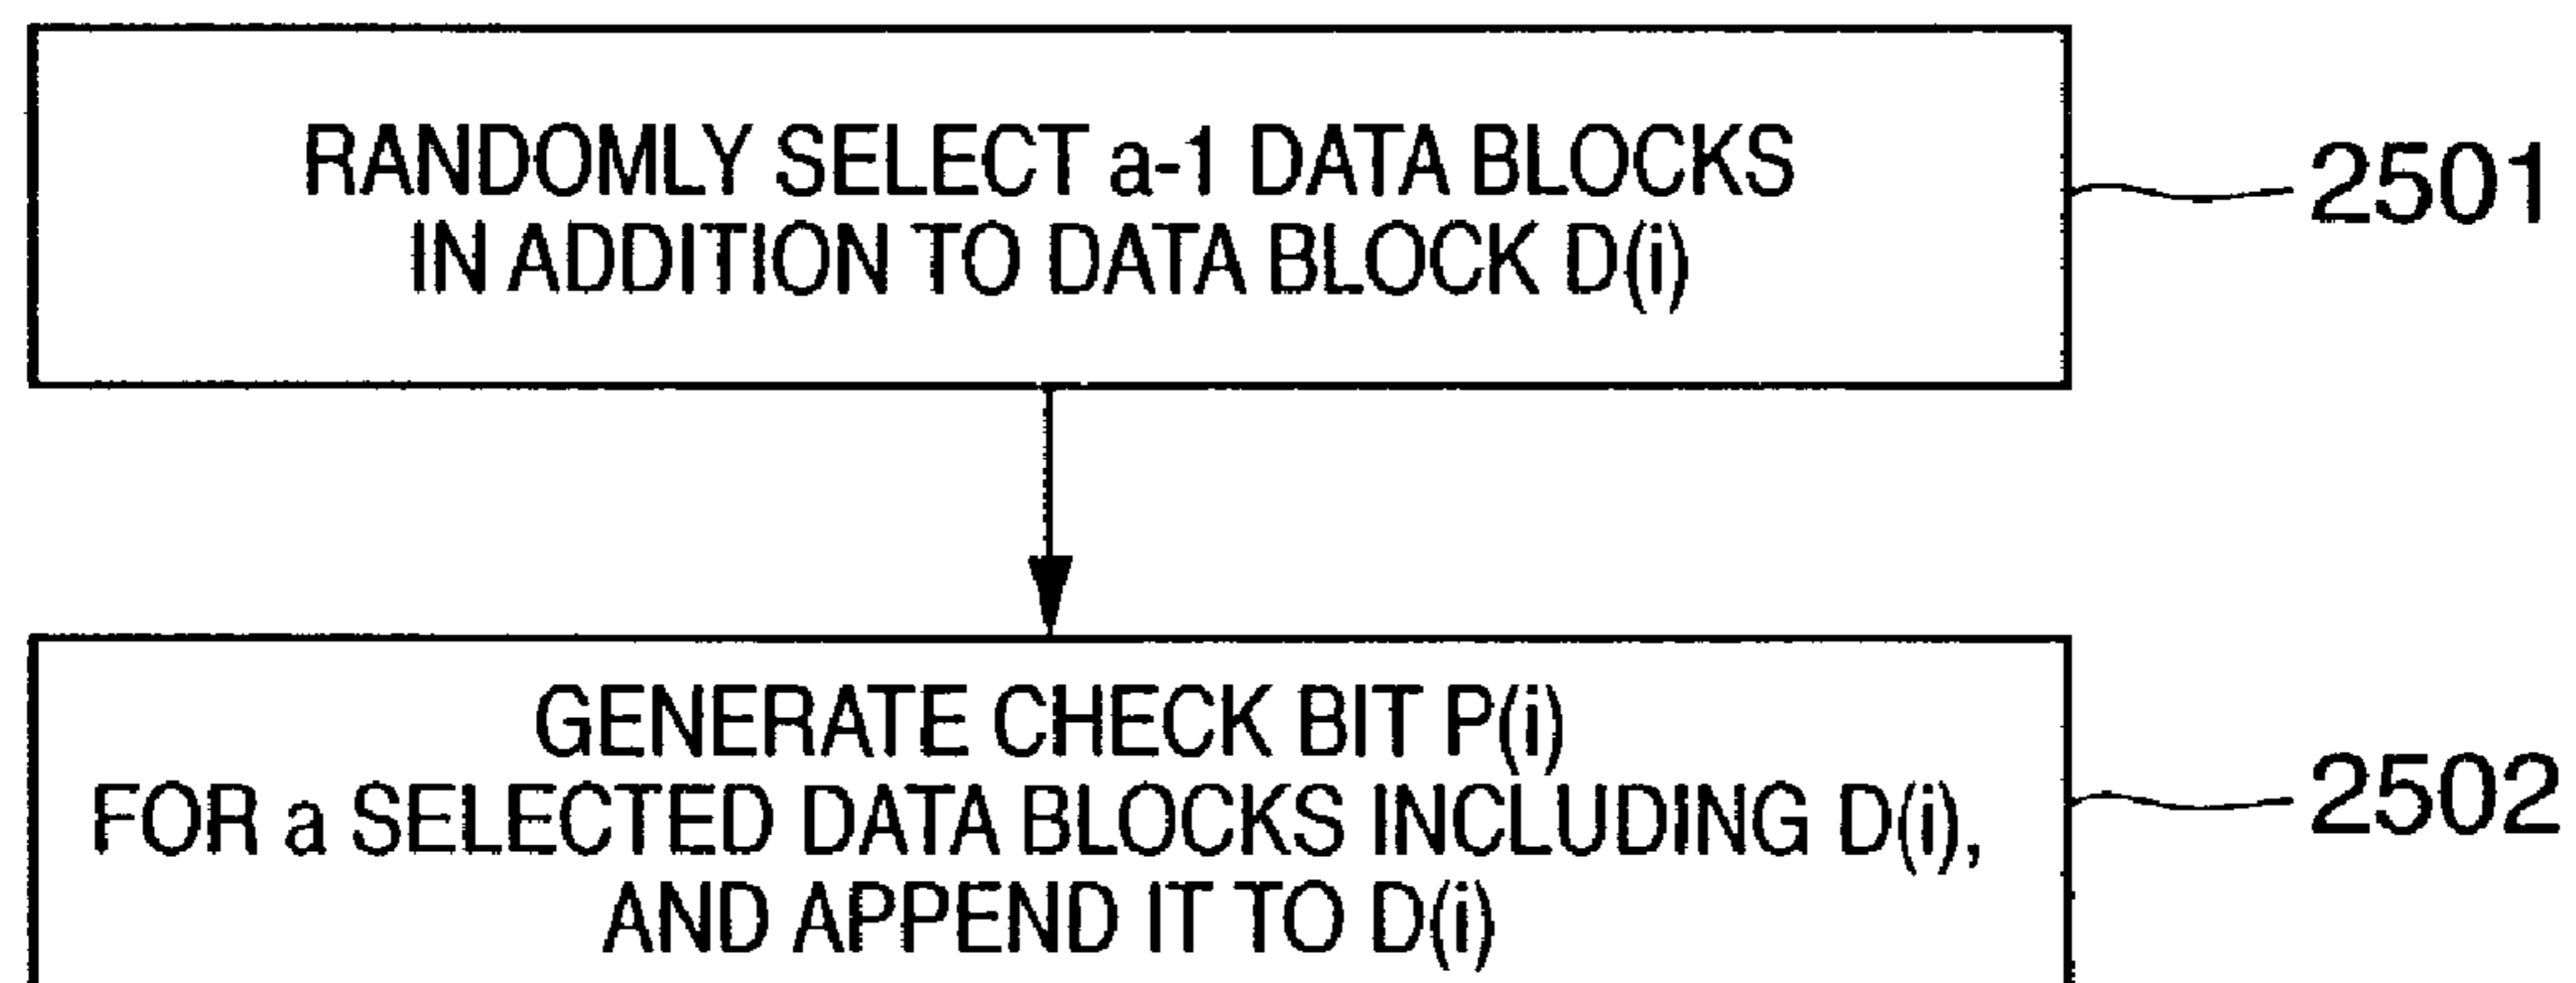 RANDOMLY SELECT a-1 DATA BLOCKS
IN ADDITION TO DATA BLOCK D(i)
2501
GENERATE CHECK BIT P(i)
FOR a SELECTED DATA BLOCKS INCLUDING D(i),
AND APPEND IT TO D(i)
2502